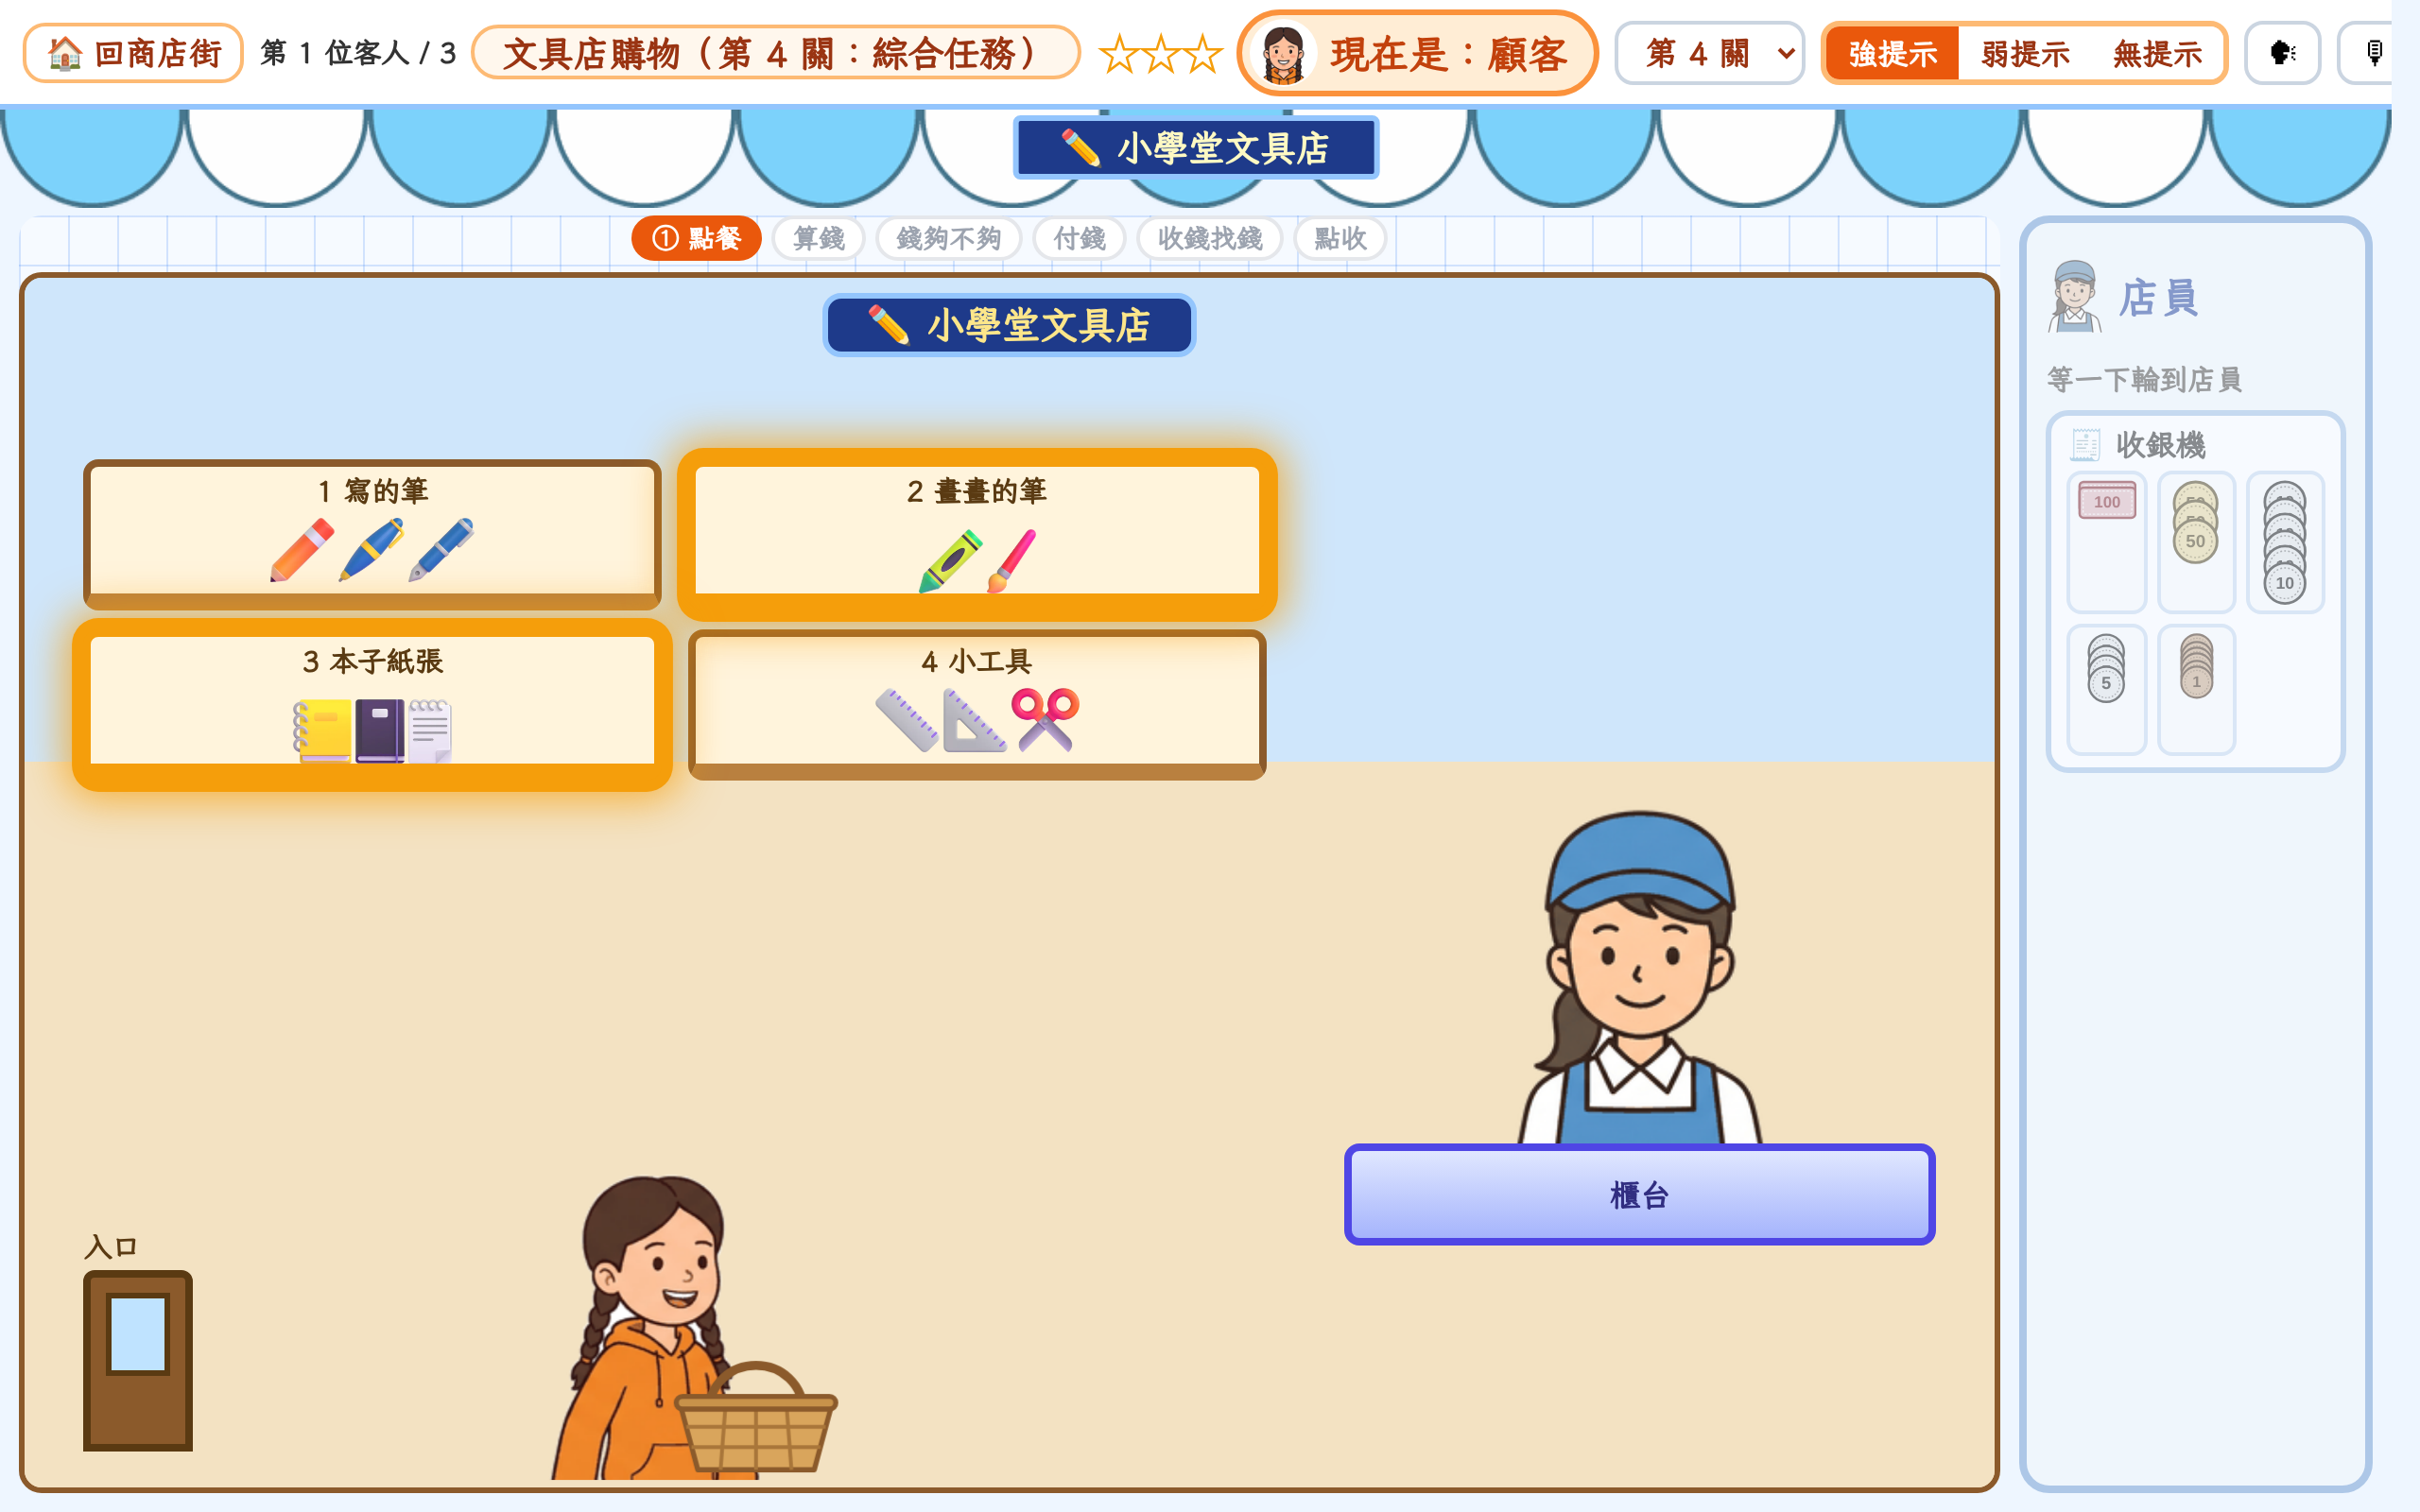 回商店街
第 1 位客人 / 3
文具店購物（第 4 關：綜合任務）
現在是：顧客
第 4 關
強提示
弱提示
無提示
小學堂文具店
① 點餐
算錢
錢夠不夠
付錢
收錢找錢
點收
小學堂文具店
1 寫的筆
2 畫畫的筆
3 本子紙張
4 小工具
櫃台
入口
店員
等一下輪到店員
收銀機
100
50
10
5
1